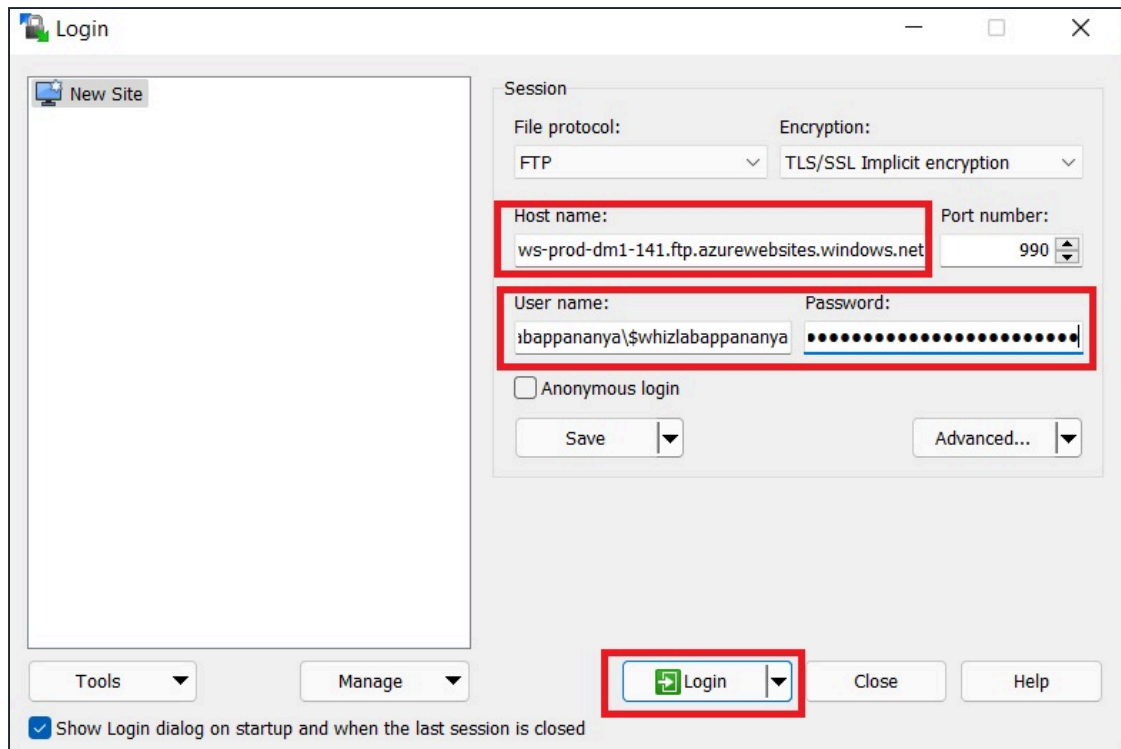 Login
New Site
Session
File protocol: Encryption:
FTP TLS/SSL Implicit encryption
Host name: Port number:
ws-prod-dm1-141.ftp.azurewebsites.windows.net 990
User name: Password:
abappananya\$whizlabappananya ●●●●●●●●●●●●●●●●●●●●●●●●
Anonymous login
Save Advanced...
Tools Manage Login Close Help
Show Login dialog on startup and when the last session is closed